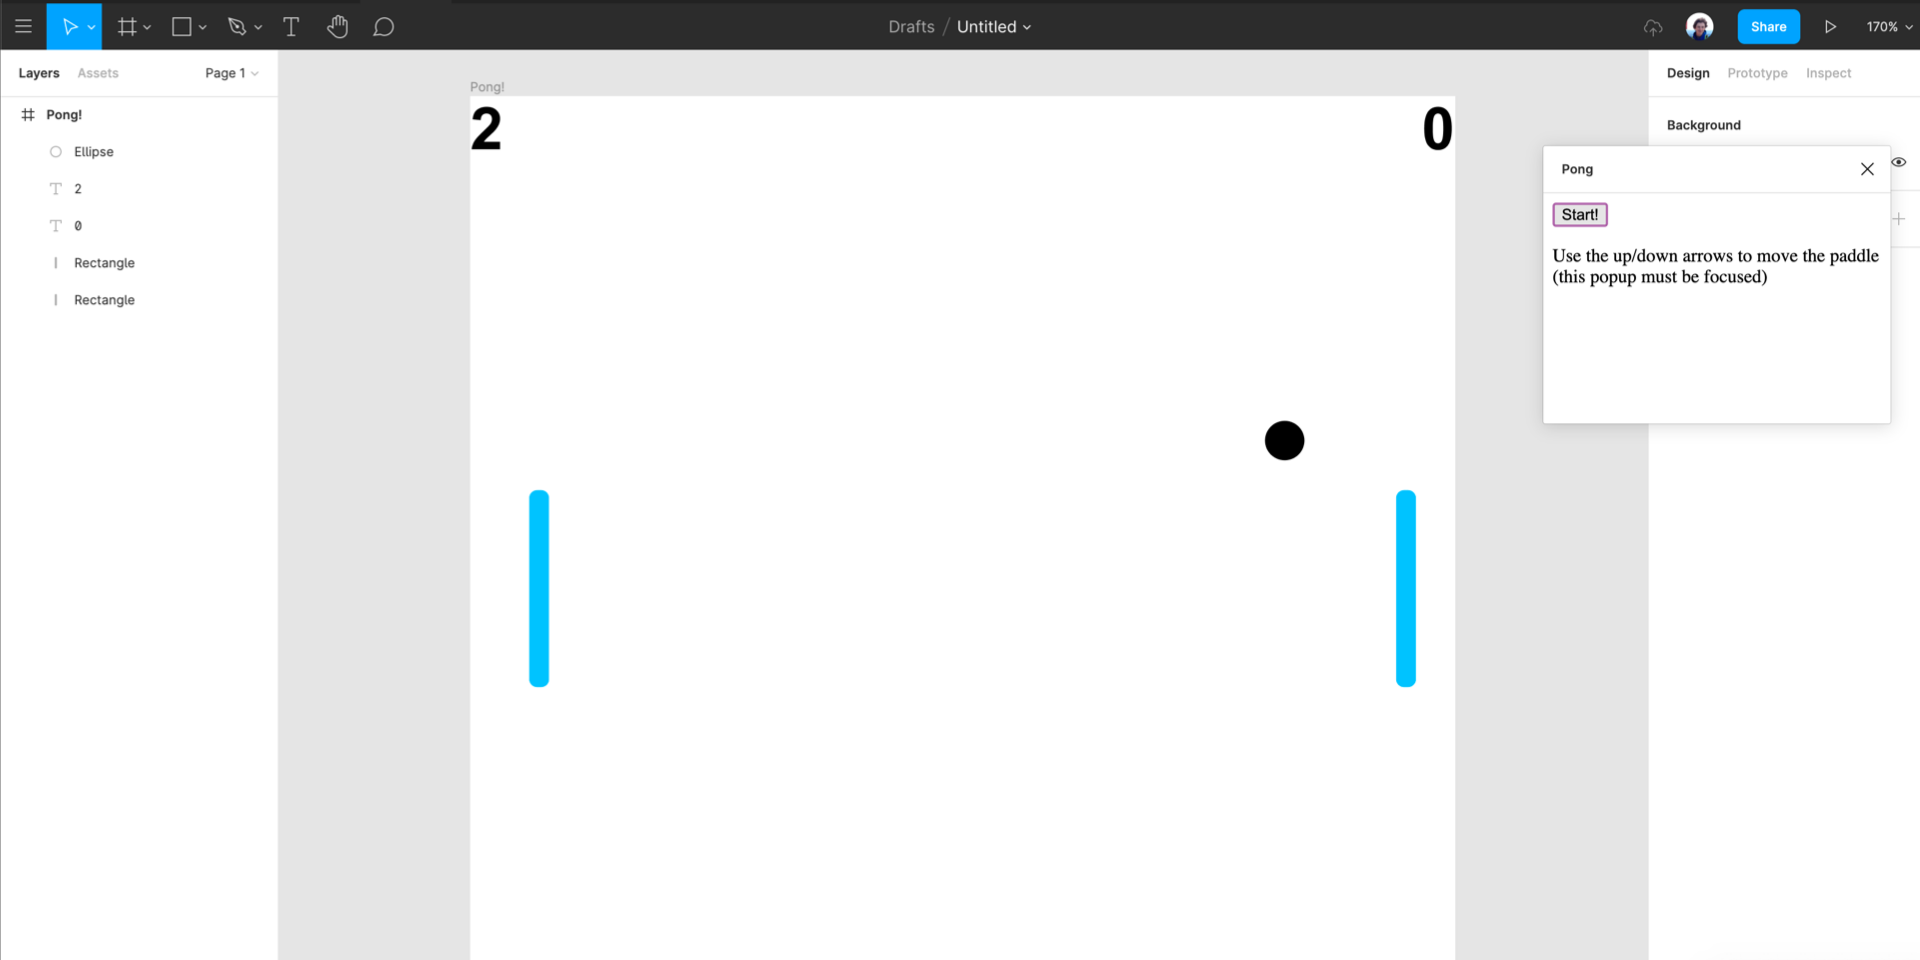 Drafts / Untitled
Share
170%
Layers
Assets
Page 1
Pong!
Ellipse
2
0
Rectangle
Rectangle
Pong!
2
0
Design
Prototype
Inspect
Background
Pong
Start!
Use the up/down arrows to move the paddle
(this popup must be focused)